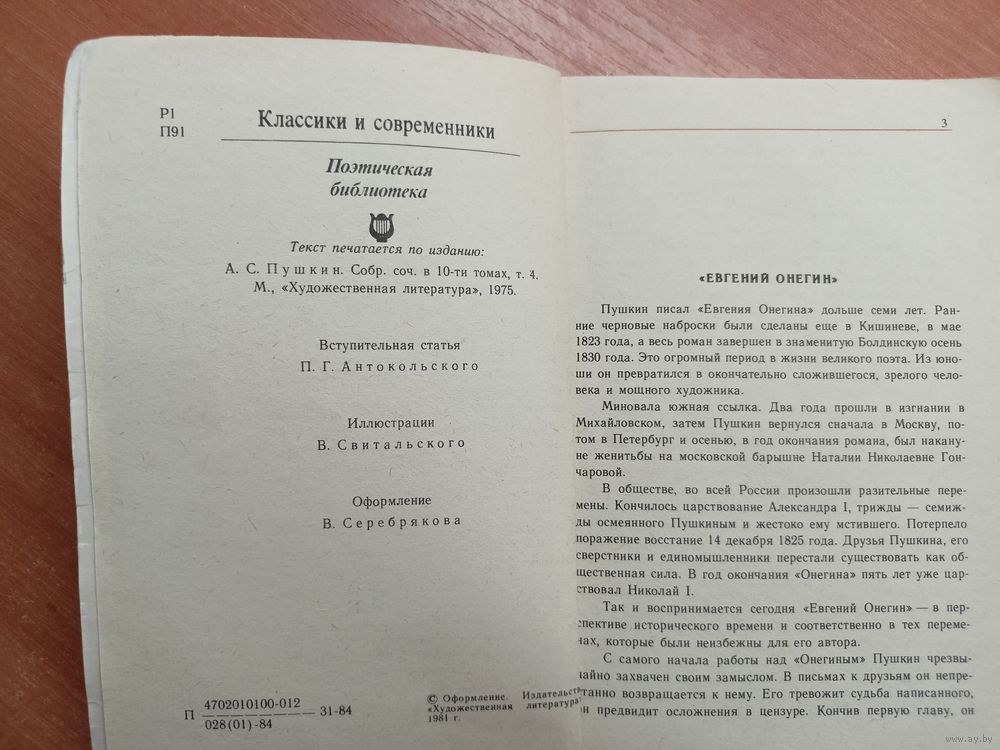 Р1
П91
Классики и современники
Поэтическая
библиотека
Текст печатается по изданию:
А. С. Пушкин. Собр. соч. в 10-ти томах, т. 4.
М., «Художественная литература», 1975.
Вступительная статья
П. Г. Антокольского
Иллюстрации
В. Свитальского
Оформление
В. Серебрякова
П 4702010100-012 31-84
028(01)-84
© Оформление. Издательств
«Художественная литература»
1981 г.
3
«ЕВГЕНИЙ ОНЕГИН»
Пушкин писал «Евгения Онегина» дольше семи лет. Ран-
ние черновые наброски были сделаны еще в Кишиневе, в мае
1823 года, а весь роман завершен в знаменитую Болдинскую осень
1830 года. Это огромный период в жизни великого поэта. Из юно-
ши он превратился в окончательно сложившегося, зрелого чело-
века и мощного художника.
Миновала южная ссылка. Два года прошли в изгнании в
Михайловском, затем Пушкин вернулся сначала в Москву, по-
том в Петербург и осенью, в год окончания романа, был накану-
не женитьбы на московской барышне Наталии Николаевне Гон-
чаровой.
В обществе, во всей России произошли разительные пере-
мены. Кончилось царствование Александра I, трижды — семиж-
ды осмеянного Пушкиным и жестоко ему мстившего. Потерпело
поражение восстание 14 декабря 1825 года. Друзья Пушкина, его
сверстники и единомышленники перестали существовать как об-
щественная сила. В год окончания «Онегина» пять лет уже цар-
ствовал Николай I.
Так и воспринимается сегодня «Евгений Онегин» — в пер-
спективе исторического времени и соответственно в тех переме-
нах, которые были неизбежны для его автора.
С самого начала работы над «Онегиным» Пушкин чрезвы-
чайно захвачен своим замыслом. В письмах к друзьям он непре-
станно возвращается к нему. Его тревожит судьба написанного,
он предвидит осложнения в цензуре. Кончив первую главу, он
www.ay.by